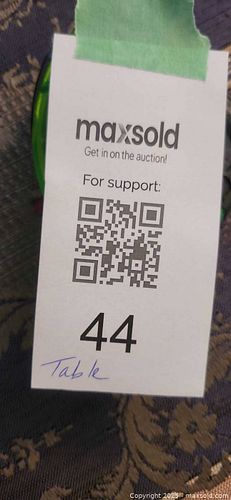 maxsold
Get in on the auction!
For support:
44
Table
Copyright 2025 - maxsold.com